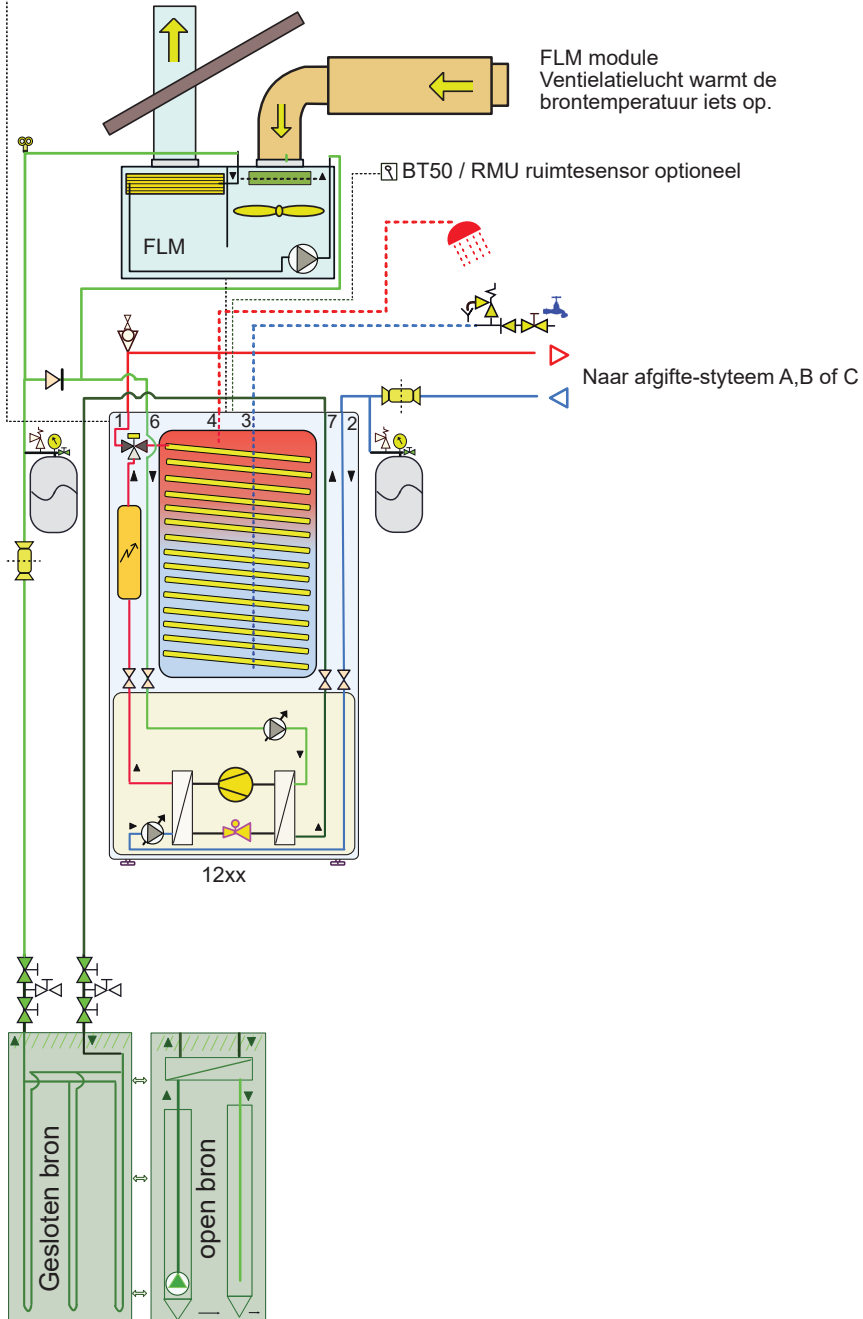 FLM module
Ventielatielucht warmt de
brontemperatuur iets op.
BT50 / RMU ruimtesensor optioneel
FLM
Naar afgifte-styteem A,B of C
1 6 4 3 7 2
12xx
Gesloten bron
open bron